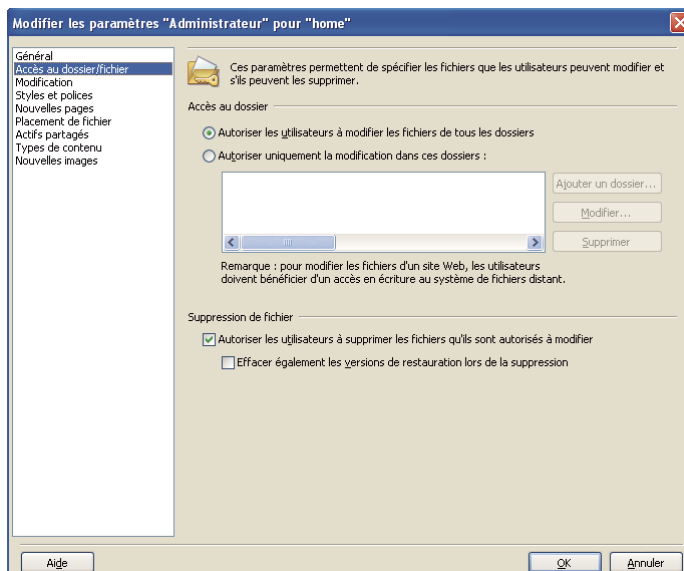 Modifier les paramètres "Administrateur" pour "home"
Général
Accès au dossier/fichier
Modification
Styles et polices
Nouvelles pages
Placement de fichier
Actifs partagés
Types de contenu
Nouvelles images
Ces paramètres permettent de spécifier les fichiers que les utilisateurs peuvent modifier et
s'ils peuvent les supprimer.
Accès au dossier
Autoriser les utilisateurs à modifier les fichiers de tous les dossiers
Autoriser uniquement la modification dans ces dossiers :
Ajouter un dossier...
Modifier...
Supprimer
Remarque : pour modifier les fichiers d'un site Web, les utilisateurs
doivent bénéficier d'un accès en écriture au système de fichiers distant.
Suppression de fichier
Autoriser les utilisateurs à supprimer les fichiers qu'ils sont autorisés à modifier
Effacer également les versions de restauration lors de la suppression
Aide
OK
Annuler